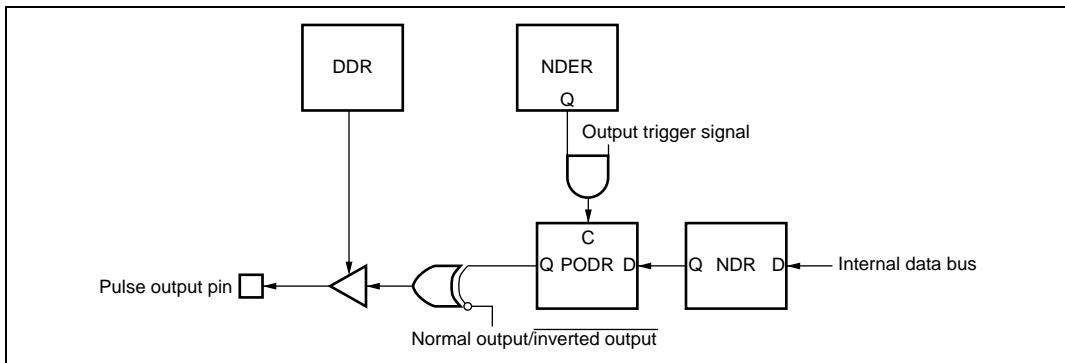 DDR
NDER
Q
Output trigger signal
C
Q PODR D
Q NDR D
Internal data bus
Pulse output pin
Normal output/inverted output